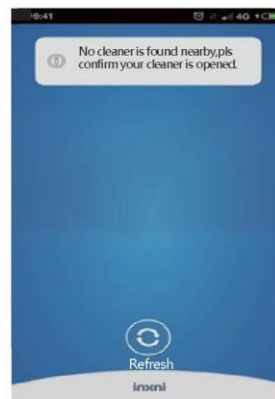 9:41
4G
No cleaner is found nearby,pls
confirm your cleaner is opened.
Refresh
inxni